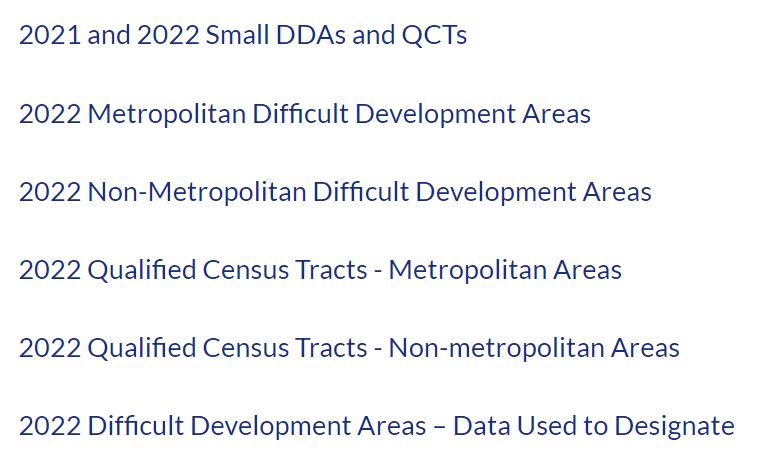 2021 and 2022 Small DDAs and QCTs
2022 Metropolitan Difficult Development Areas
2022 Non-Metropolitan Difficult Development Areas
2022 Qualified Census Tracts - Metropolitan Areas
2022 Qualified Census Tracts - Non-metropolitan Areas
2022 Difficult Development Areas – Data Used to Designate